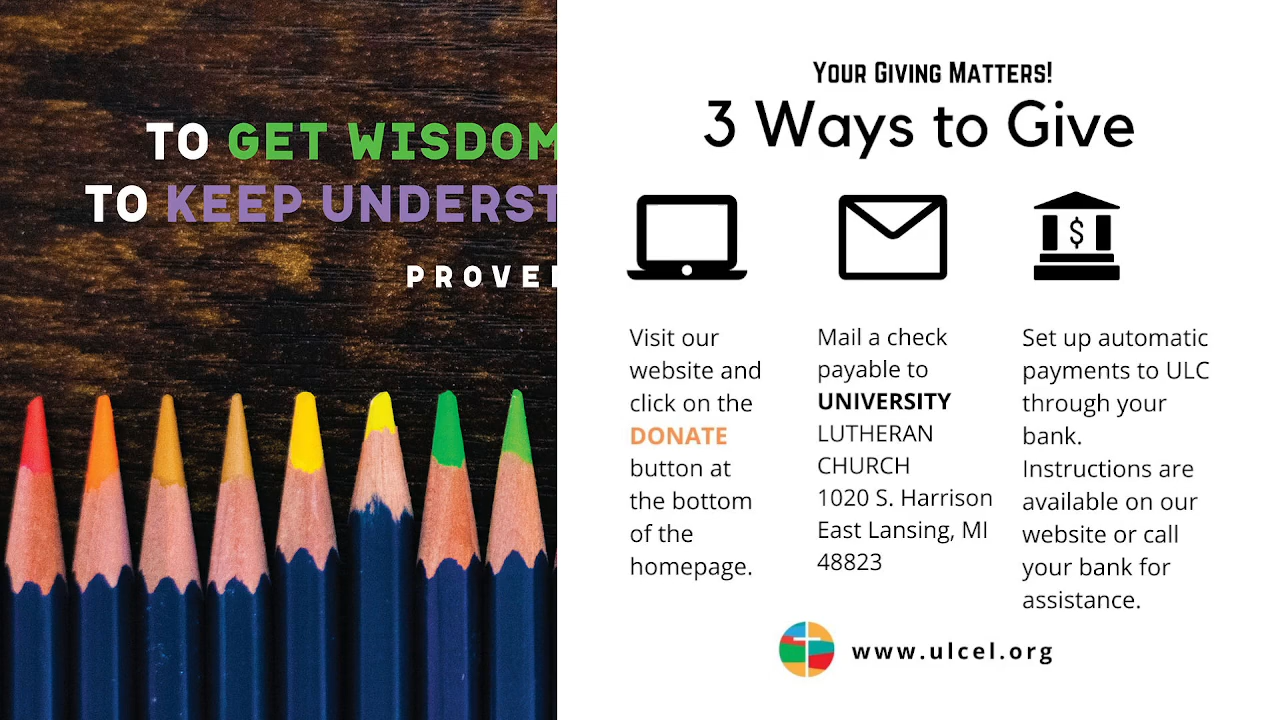 TO GET WISDOM
TO KEEP UNDERST
PROVE
YOUR GIVING MATTERS!
3 Ways to Give
$
Visit our
website and
click on the
DONATE
button at
the bottom
of the
homepage.
Mail a check
payable to
UNIVERSITY
LUTHERAN
CHURCH
1020 S. Harrison
East Lansing, MI
48823
Set up automatic
payments to ULC
through your
bank.
Instructions are
available on our
website or call
your bank for
assistance.
www.ulcel.org